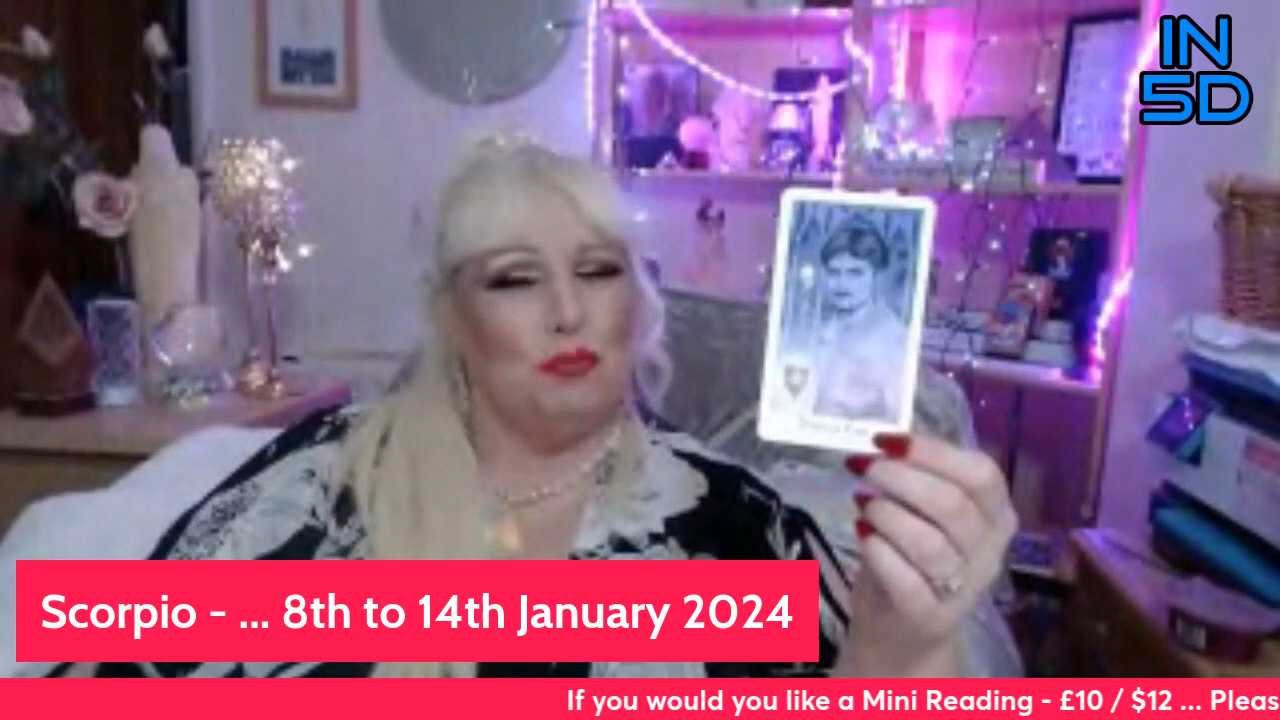 IN
5D
Scorpio - ... 8th to 14th January 2024
If you would you like a Mini Reading - £10 / $12 ... Pleas